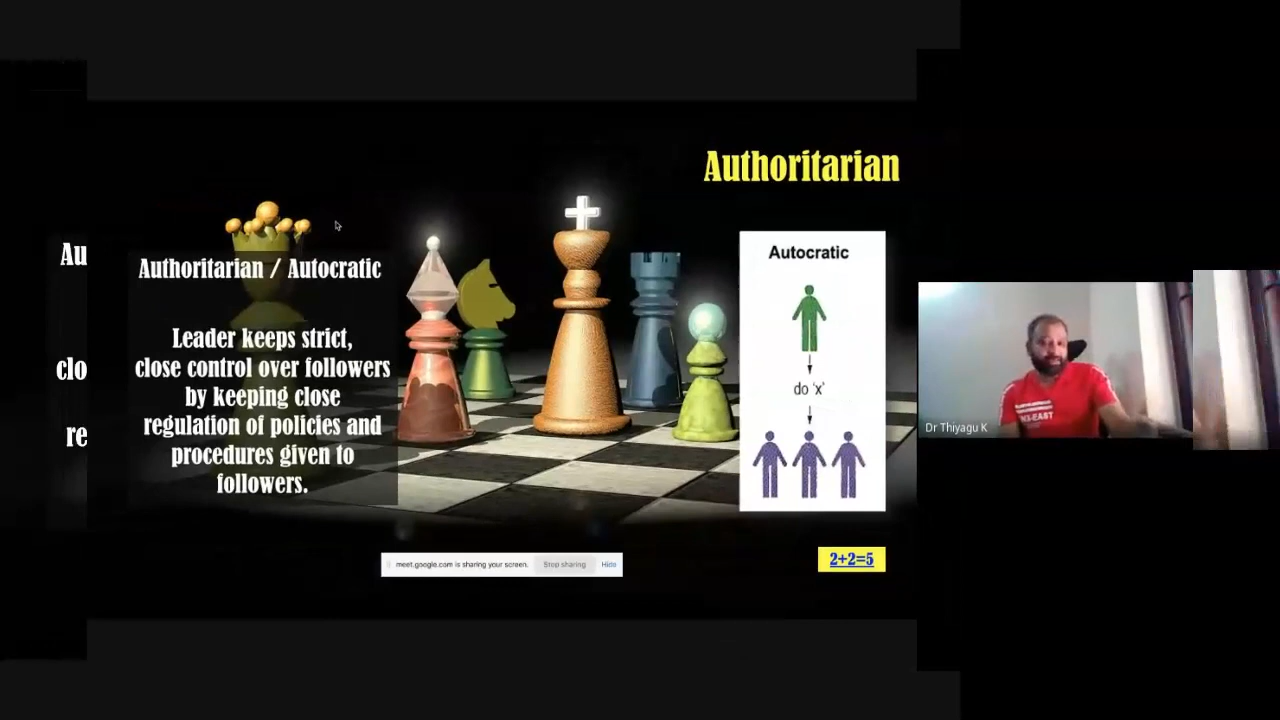 Authoritarian
Au
Authoritarian / Autocratic
Leader keeps strict,
clo
close control over followers
by keeping close
re
regulation of policies and
procedures given to
followers.
Autocratic
do 'x'
Dr Thiyagu K
meet.google.com is sharing your screen.
Stop sharing
Hide
2+2=5